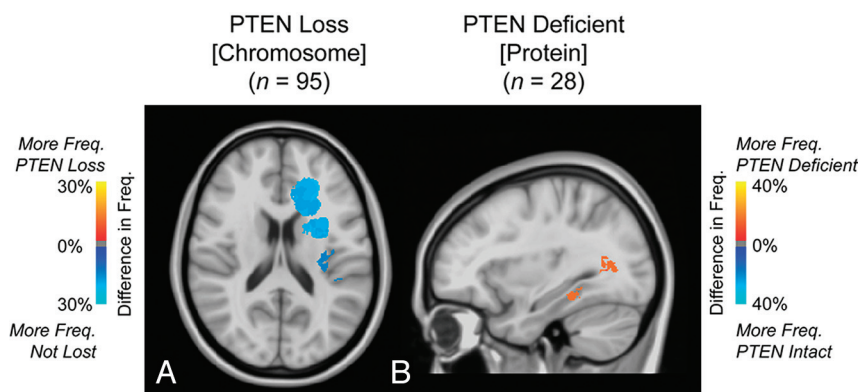 PTEN Loss
[Chromosome]
(n = 95)
PTEN Deficient
[Protein]
(n = 28)
More Freq.
PTEN Loss
30%
0%
30%
Difference in Freq.
More Freq.
Not Lost
A
B
More Freq.
PTEN Deficient
40%
0%
40%
Difference in Freq.
More Freq.
PTEN Intact